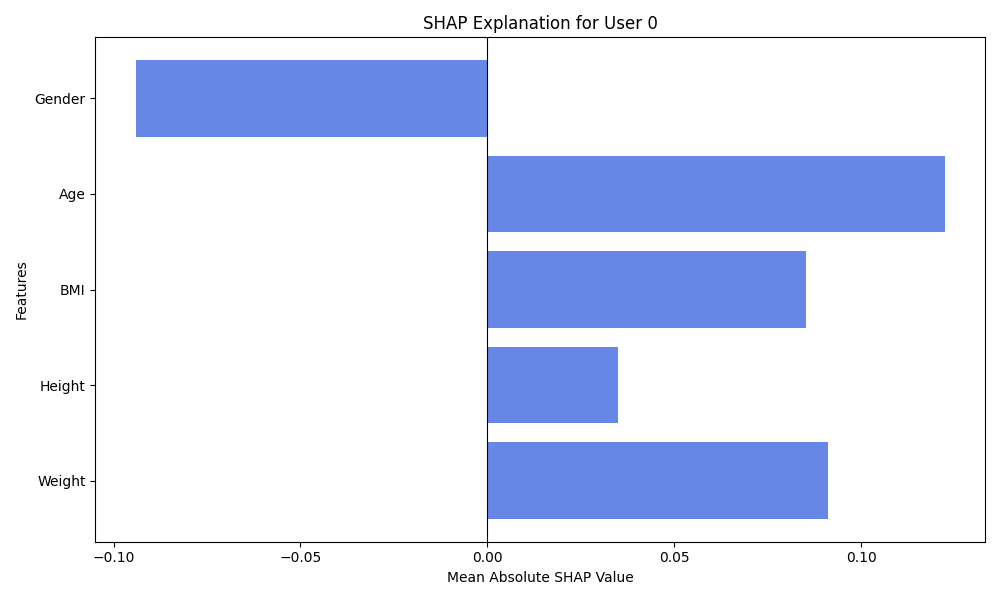 SHAP Explanation for User 0
Gender
Age
BMI
Height
Weight
Features
−0.10
−0.05
0.00
0.05
0.10
Mean Absolute SHAP Value